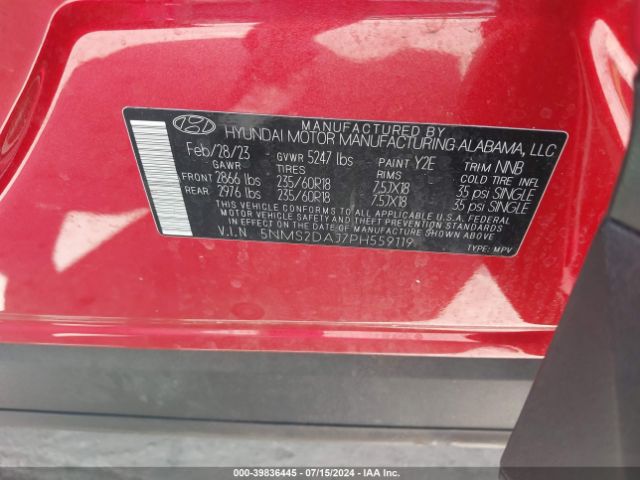 MANUFACTURED BY
HYUNDAI MOTOR MANUFACTURING ALABAMA, LLC
Feb/28/23 GVWR 5247 lbs PAINT Y2E TRIM NNB
GAWR TIRES RIMS COLD TIRE INFL
FRONT 2866 lbs 235/60R18 7.5JX18 35 psi SINGLE
REAR 2976 lbs 235/60R18 7.5JX18 35 psi SINGLE
THIS VEHICLE CONFORMS TO ALL APPLICABLE U.S.A. FEDERAL
MOTOR VEHICLE SAFETY AND BUMPER STANDARDS
IN EFFECT ON THE DATE OF MANUFACTURE SHOWN ABOVE
V.I.N. 5NMS2DAJ7PH559119 TYPE: MPV
000-39836445 / 07/15/2024 - IAA Inc.